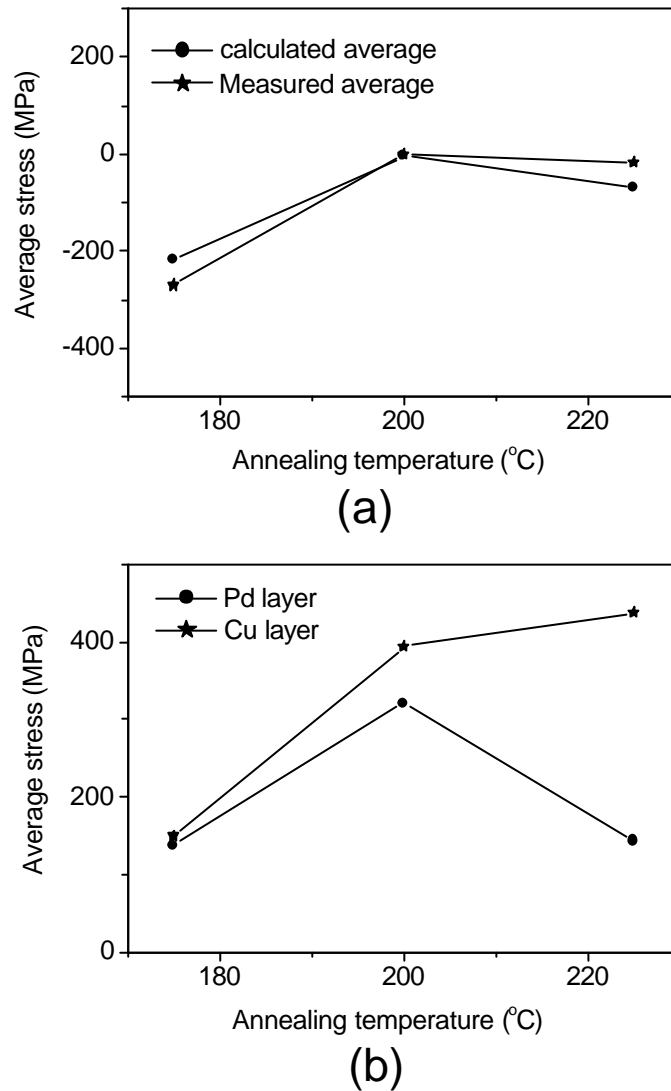 calculated average
Measured average
Average stress (MPa)
200
0
-200
-400
180
200
220
Annealing temperature (°C)
(a)
Pd layer
Cu layer
Average stress (MPa)
400
200
0
180
200
220
Annealing temperature (°C)
(b)